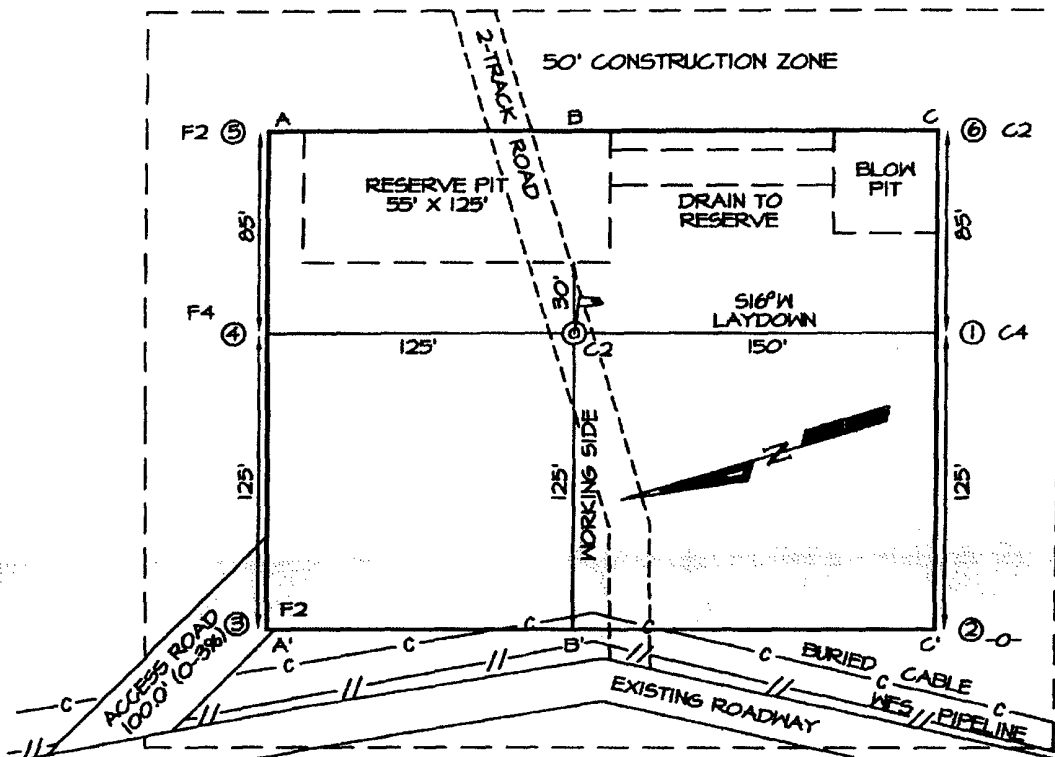 2-TRACK ROAD
50' CONSTRUCTION ZONE
A
B
C
F2 ⑤
⑥ C2
RESERVE PIT
55' X 125'
BLOW
PIT
DRAIN TO
RESERVE
85'
85'
30'
F4
④
S16°W
LAYDOWN
① C4
125'
C2
150'
N
125'
125'
WORKING SIDE
125'
F2
③
A'
B'
C'
② -0-
ACCESS ROAD
100.0' (0-3%)
C
C
C
C
C
C
C
BURIED CABLE
WFS PIPELINE
EXISTING ROADWAY